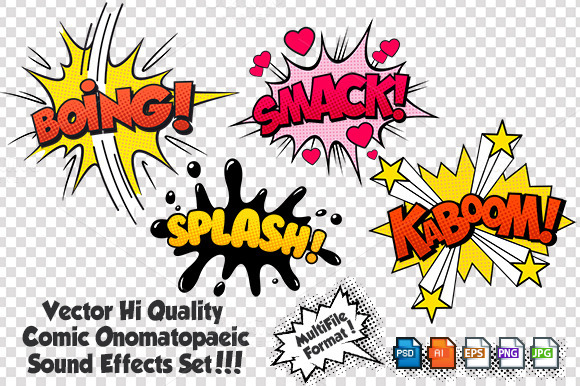 BOING!
SMACK!
SPLASH!
KABOOM!
Vector Hi Quality
Comic Onomatopaeic
Sound Effects Set!!!
MultiFile
Format!
PSD AI EPS PNG JPG